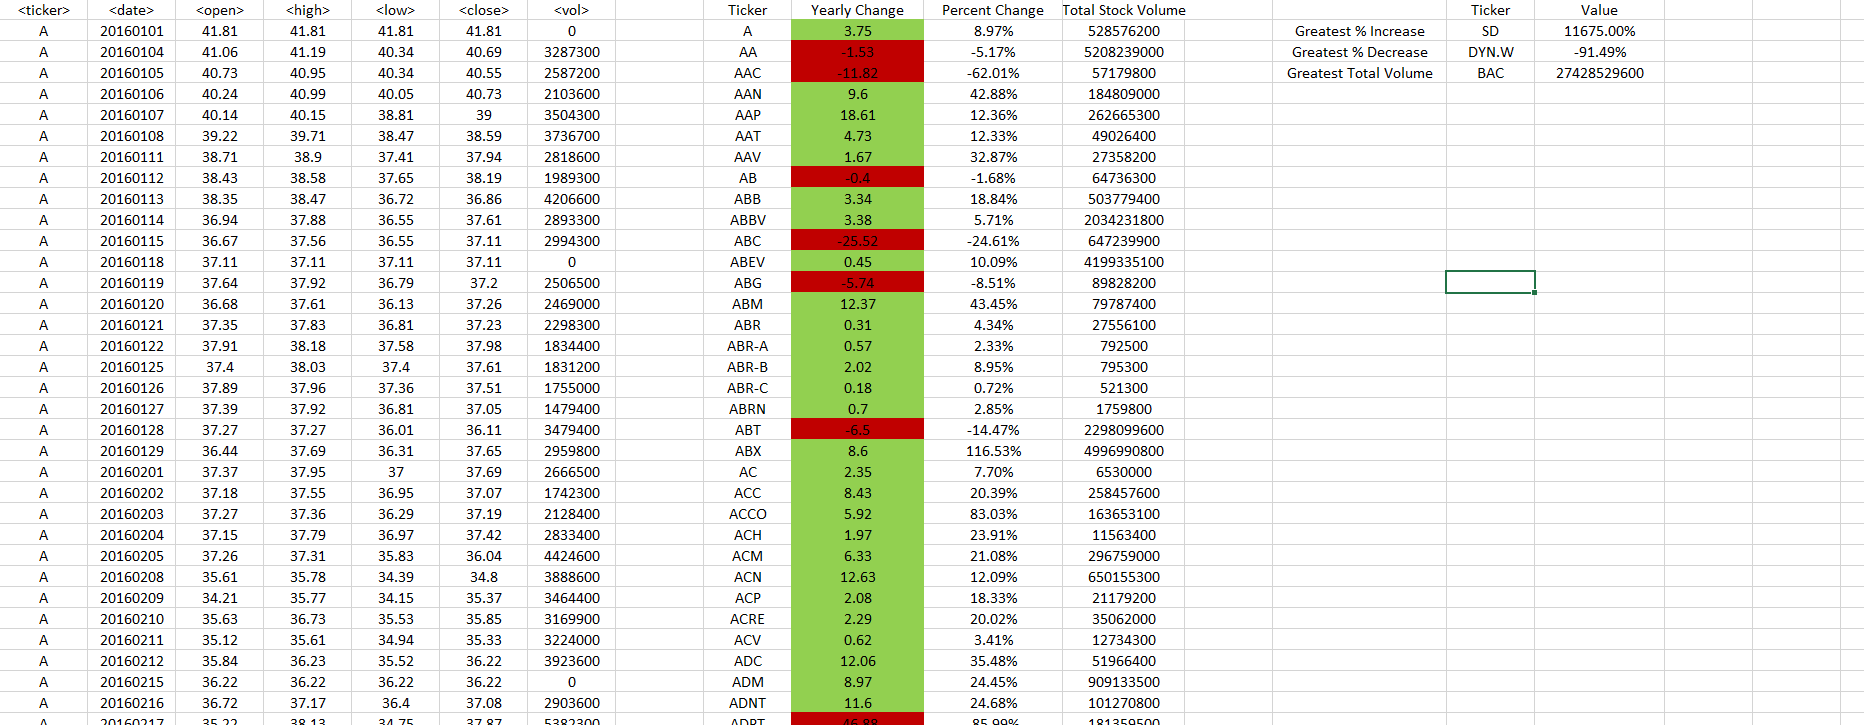 <ticker> <date> <open> <high> <low> <close> <vol> Ticker Yearly Change Percent Change Total Stock Volume Ticker Value
A 20160101 41.81 41.81 41.81 41.81 0 A 3.75 8.97% 528576200 Greatest % Increase SD 11675.00%
A 20160104 41.06 41.19 40.34 40.69 3287300 AA -1.53 -5.17% 5208239000 Greatest % Decrease DYN.W -91.49%
A 20160105 40.73 40.95 40.34 40.55 2587200 AAC -11.82 -62.01% 57179800 Greatest Total Volume BAC 27428529600
A 20160106 40.24 40.99 40.05 40.73 2103600 AAN 9.6 42.88% 184809000
A 20160107 40.14 40.15 38.81 39 3504300 AAP 18.61 12.36% 262665300
A 20160108 39.22 39.71 38.47 38.59 3736700 AAT 4.73 12.33% 49026400
A 20160111 38.71 38.9 37.41 37.94 2818600 AAV 1.67 32.87% 27358200
A 20160112 38.43 38.58 37.65 38.19 1989300 AB -0.4 -1.68% 64736300
A 20160113 38.35 38.47 36.72 36.86 4206600 ABB 3.34 18.84% 503779400
A 20160114 36.94 37.88 36.55 37.61 2893300 ABBV 3.38 5.71% 2034231800
A 20160115 36.67 37.56 36.55 37.11 2994300 ABC -25.52 -24.61% 647239900
A 20160118 37.11 37.11 37.11 37.11 0 ABEV 0.45 10.09% 4199335100
A 20160119 37.64 37.92 36.79 37.2 2506500 ABG -5.74 -8.51% 89828200
A 20160120 36.68 37.61 36.13 37.26 2469000 ABM 12.37 43.45% 79787400
A 20160121 37.35 37.83 36.81 37.23 2298300 ABR 0.31 4.34% 27556100
A 20160122 37.91 38.18 37.58 37.98 1834400 ABR-A 0.57 2.33% 792500
A 20160125 37.4 38.03 37.4 37.61 1831200 ABR-B 2.02 8.95% 795300
A 20160126 37.89 37.96 37.36 37.51 1755000 ABR-C 0.18 0.72% 521300
A 20160127 37.39 37.92 36.81 37.05 1479400 ABRN 0.7 2.85% 1759800
A 20160128 37.27 37.27 36.01 36.11 3479400 ABT -6.5 -14.47% 2298099600
A 20160129 36.44 37.69 36.31 37.65 2959800 ABX 8.6 116.53% 4996990800
A 20160201 37.37 37.95 37 37.69 2666500 AC 2.35 7.70% 6530000
A 20160202 37.18 37.55 36.95 37.07 1742300 ACC 8.43 20.39% 258457600
A 20160203 37.27 37.36 36.29 37.19 2128400 ACCO 5.92 83.03% 163653100
A 20160204 37.15 37.79 36.97 37.42 2833400 ACH 1.97 23.91% 11563400
A 20160205 37.26 37.31 35.83 36.04 4424600 ACM 6.33 21.08% 296759000
A 20160208 35.61 35.78 34.39 34.8 3888600 ACN 12.63 12.09% 650155300
A 20160209 34.21 35.77 34.15 35.37 3464400 ACP 2.08 18.33% 21179200
A 20160210 35.63 36.73 35.53 35.85 3169900 ACRE 2.29 20.02% 35062000
A 20160211 35.12 35.61 34.94 35.33 3224000 ACV 0.62 3.41% 12734300
A 20160212 35.84 36.23 35.52 36.22 3923600 ADC 12.06 35.48% 51966400
A 20160215 36.22 36.22 36.22 36.22 0 ADM 8.97 24.45% 909133500
A 20160216 36.72 37.17 36.4 37.08 2903600 ADNT 11.6 24.68% 101270800
A 20160217 35.22 38.13 34.75 37.87 5382300 ADPT